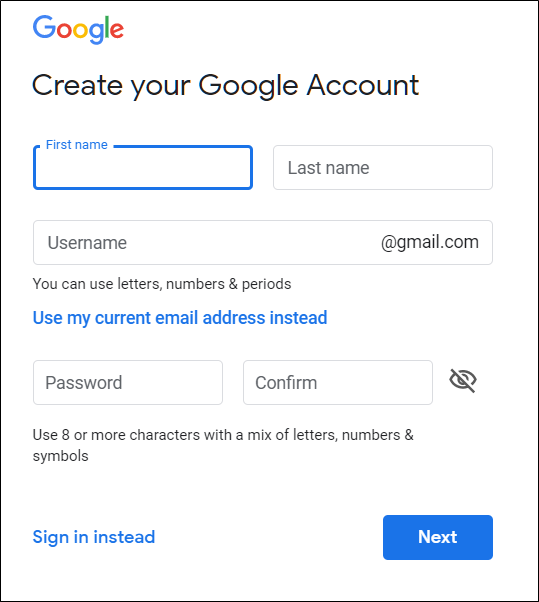 Google
Create your Google Account
First name
Last name
Username @gmail.com
You can use letters, numbers & periods
Use my current email address instead
Password
Confirm
Use 8 or more characters with a mix of letters, numbers &
symbols
Sign in instead
Next